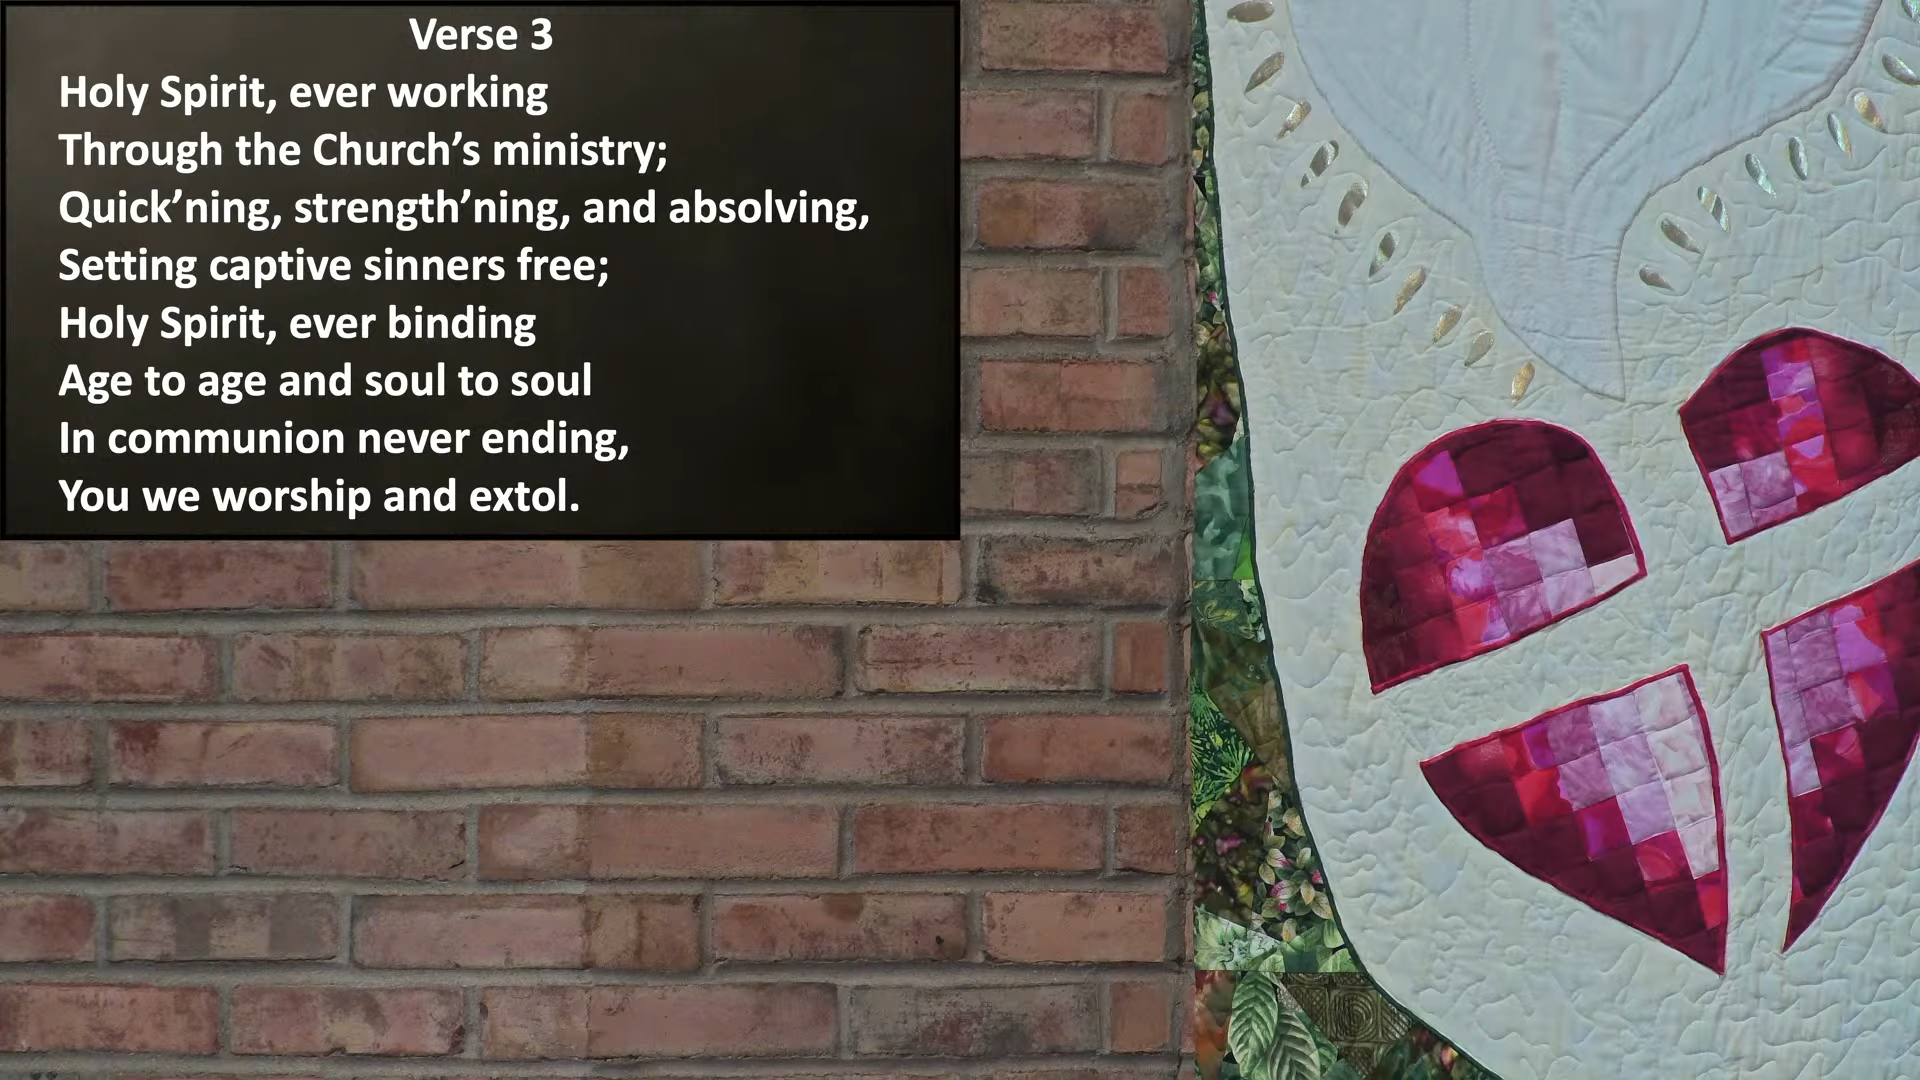 Verse 3
Holy Spirit, ever working
Through the Church’s ministry;
Quick’ning, strength’ning, and absolving,
Setting captive sinners free;
Holy Spirit, ever binding
Age to age and soul to soul
In communion never ending,
You we worship and extol.